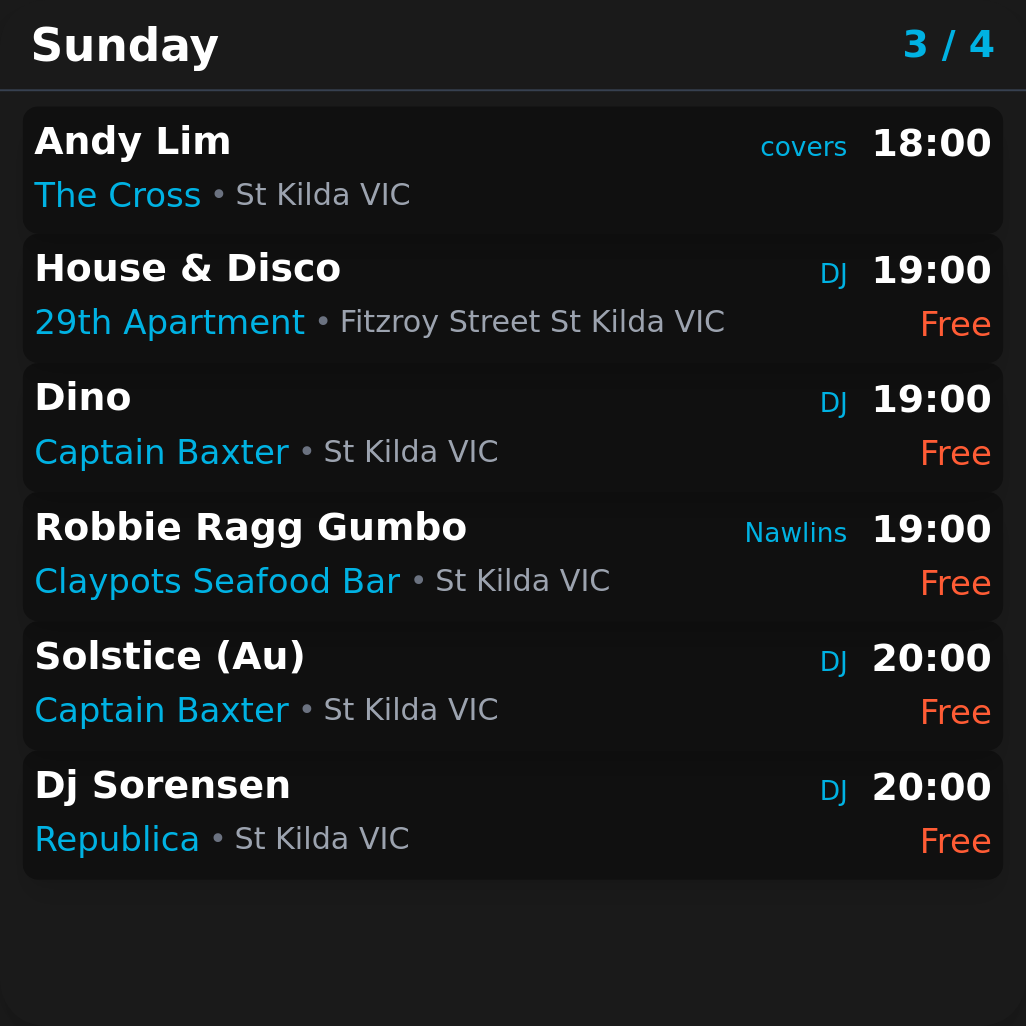 Sunday 3 / 4
Andy Lim covers 18:00
The Cross • St Kilda VIC
House & Disco DJ 19:00
29th Apartment • Fitzroy Street St Kilda VIC Free
Dino DJ 19:00
Captain Baxter • St Kilda VIC Free
Robbie Ragg Gumbo Nawlins 19:00
Claypots Seafood Bar • St Kilda VIC Free
Solstice (Au) DJ 20:00
Captain Baxter • St Kilda VIC Free
Dj Sorensen DJ 20:00
Republica • St Kilda VIC Free